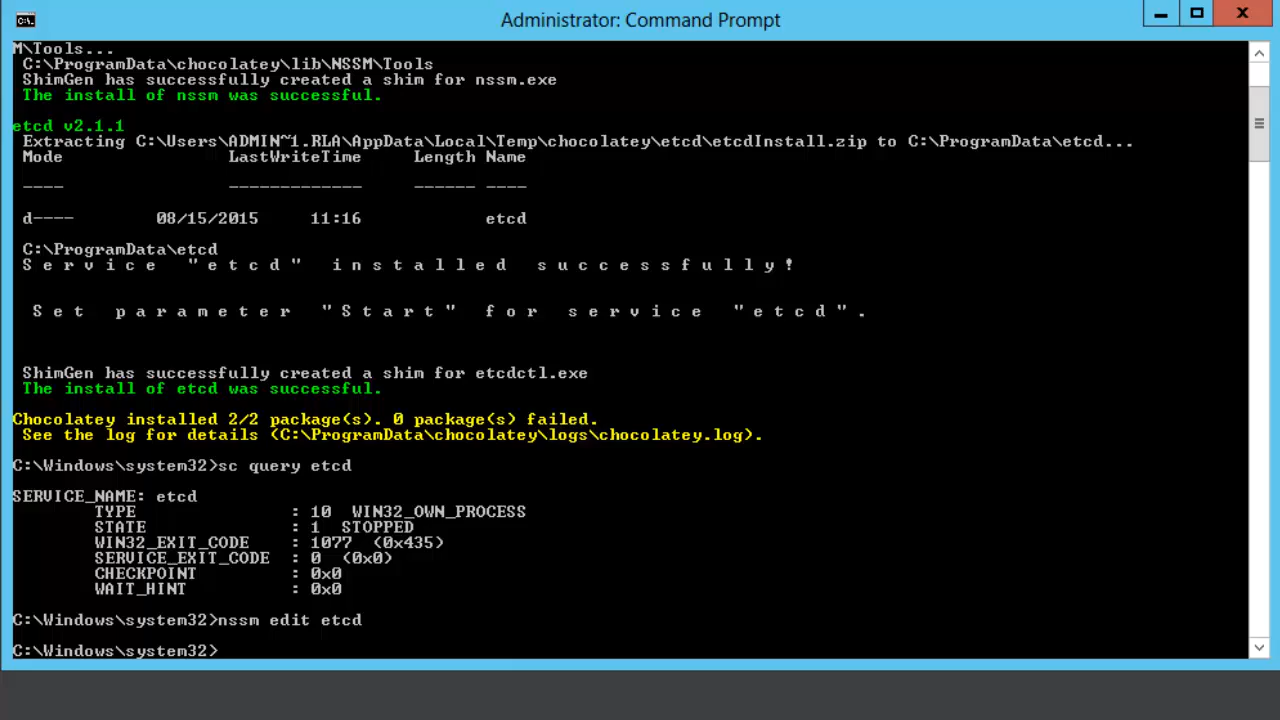 Administrator: Command Prompt
M\Tools...
C:\ProgramData\chocolatey\lib\NSSM\Tools
ShimGen has successfully created a shim for nssm.exe
The install of nssm was successful.
etcd v2.1.1
Extracting C:\Users\ADMIN~1.RLA\AppData\Local\Temp\chocolatey\etcd\etcdInstall.zip to C:\ProgramData\etcd...
Mode LastWriteTime Length Name
---- ------------- ------ ----
d---- 08/15/2015 11:16 etcd
C:\ProgramData\etcd
S e r v i c e " e t c d " i n s t a l l e d s u c c e s s f u l l y !
S e t p a r a m e t e r " S t a r t " f o r s e r v i c e " e t c d " .
ShimGen has successfully created a shim for etcdctl.exe
The install of etcd was successful.
Chocolatey installed 2/2 package(s). 0 package(s) failed.
See the log for details (C:\ProgramData\chocolatey\logs\chocolatey.log).
C:\Windows\system32>sc query etcd
SERVICE_NAME: etcd
TYPE : 10 WIN32_OWN_PROCESS
STATE : 1 STOPPED
WIN32_EXIT_CODE : 1077 (0x435)
SERVICE_EXIT_CODE : 0 (0x0)
CHECKPOINT : 0x0
WAIT_HINT : 0x0
C:\Windows\system32>nssm edit etcd
C:\Windows\system32>